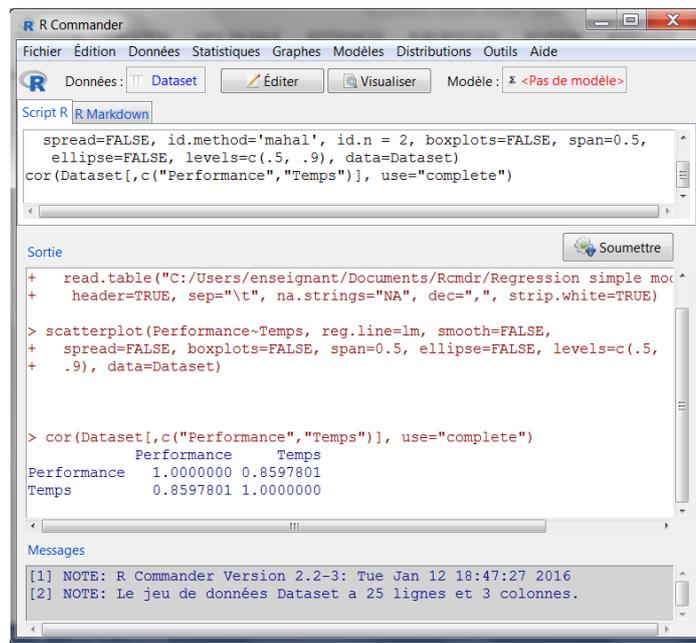 R Commander
Fichier Édition Données Statistiques Graphes Modèles Distributions Outils Aide
Données : Dataset Éditer Visualiser Modèle : Σ <Pas de modèle>
Script R R Markdown
spread=FALSE, id.method='mahal', id.n = 2, boxplots=FALSE, span=0.5,
ellipse=FALSE, levels=c(.5, .9), data=Dataset)
cor(Dataset[,c("Performance","Temps")], use="complete")
Sortie Soumettre
+ read.table("C:/Users/enseignant/Documents/Rcmdr/Regression simple mod
+ header=TRUE, sep="\t", na.strings="NA", dec=",", strip.white=TRUE)
> scatterplot(Performance~Temps, reg.line=lm, smooth=FALSE,
+ spread=FALSE, boxplots=FALSE, span=0.5, ellipse=FALSE, levels=c(.5,
+ .9), data=Dataset)
> cor(Dataset[,c("Performance","Temps")], use="complete")
Performance Temps
Performance 1.0000000 0.8597801
Temps 0.8597801 1.0000000
Messages
[1] NOTE: R Commander Version 2.2-3: Tue Jan 12 18:47:27 2016
[2] NOTE: Le jeu de données Dataset a 25 lignes et 3 colonnes.